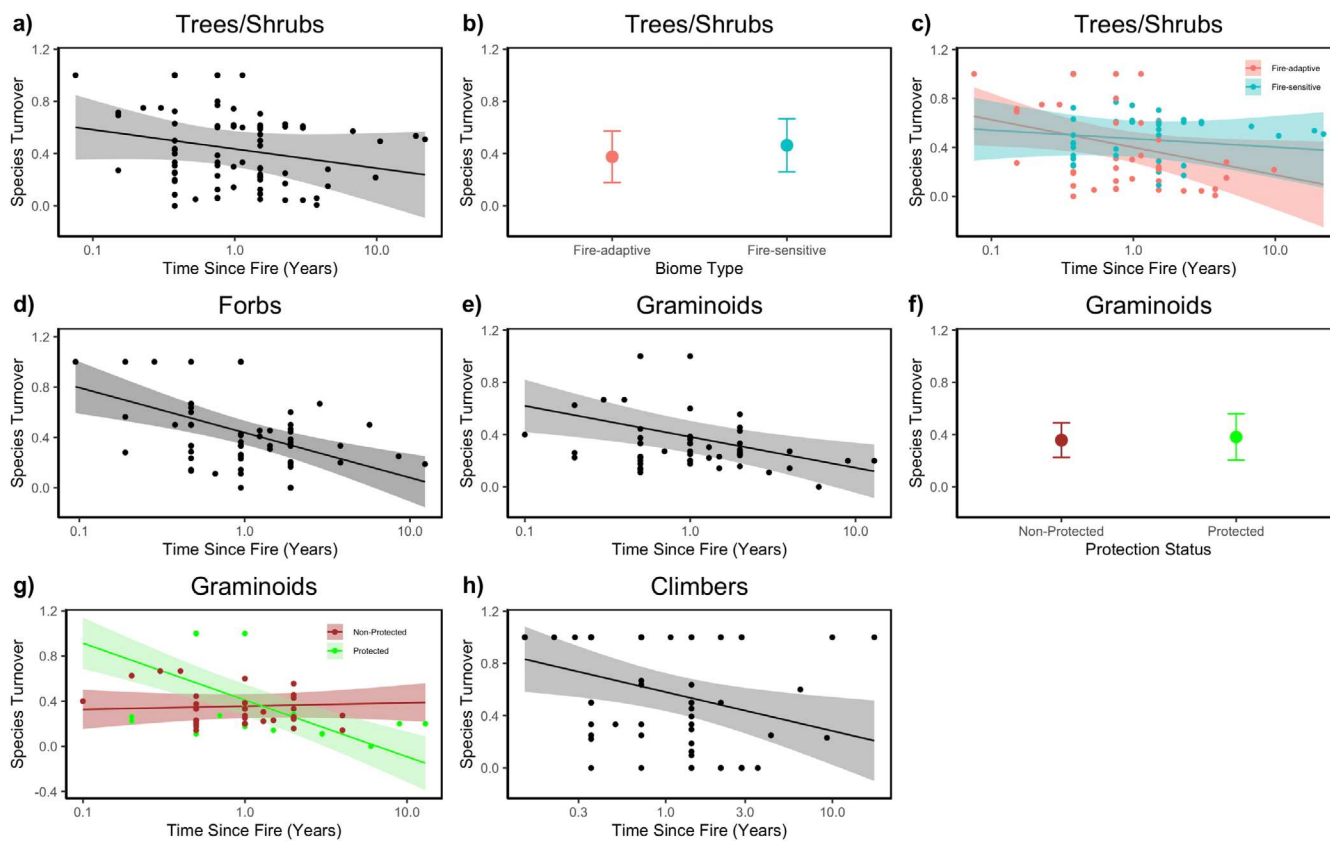 a) Trees/Shrubs
1.2
0.8
0.4
0.0
Species Turnover
0.1 1.0 10.0
Time Since Fire (Years)
b) Trees/Shrubs
1.2
0.8
0.4
0.0
Species Turnover
Fire-adaptive Fire-sensitive
Biome Type
c) Trees/Shrubs
1.2
0.8
0.4
0.0
Species Turnover
Fire-adaptive
Fire-sensitive
0.1 1.0 10.0
Time Since Fire (Years)
d) Forbs
1.2
0.8
0.4
0.0
Species Turnover
0.1 1.0 10.0
Time Since Fire (Years)
e) Graminoids
1.2
0.8
0.4
0.0
Species Turnover
0.1 1.0 10.0
Time Since Fire (Years)
f) Graminoids
1.2
0.8
0.4
0.0
Species Turnover
Non-Protected Protected
Protection Status
g) Graminoids
1.2
0.8
0.4
0.0
-0.4
Species Turnover
Non-Protected
Protected
0.1 1.0 10.0
Time Since Fire (Years)
h) Climbers
1.2
0.8
0.4
0.0
Species Turnover
0.3 1.0 3.0 10.0
Time Since Fire (Years)